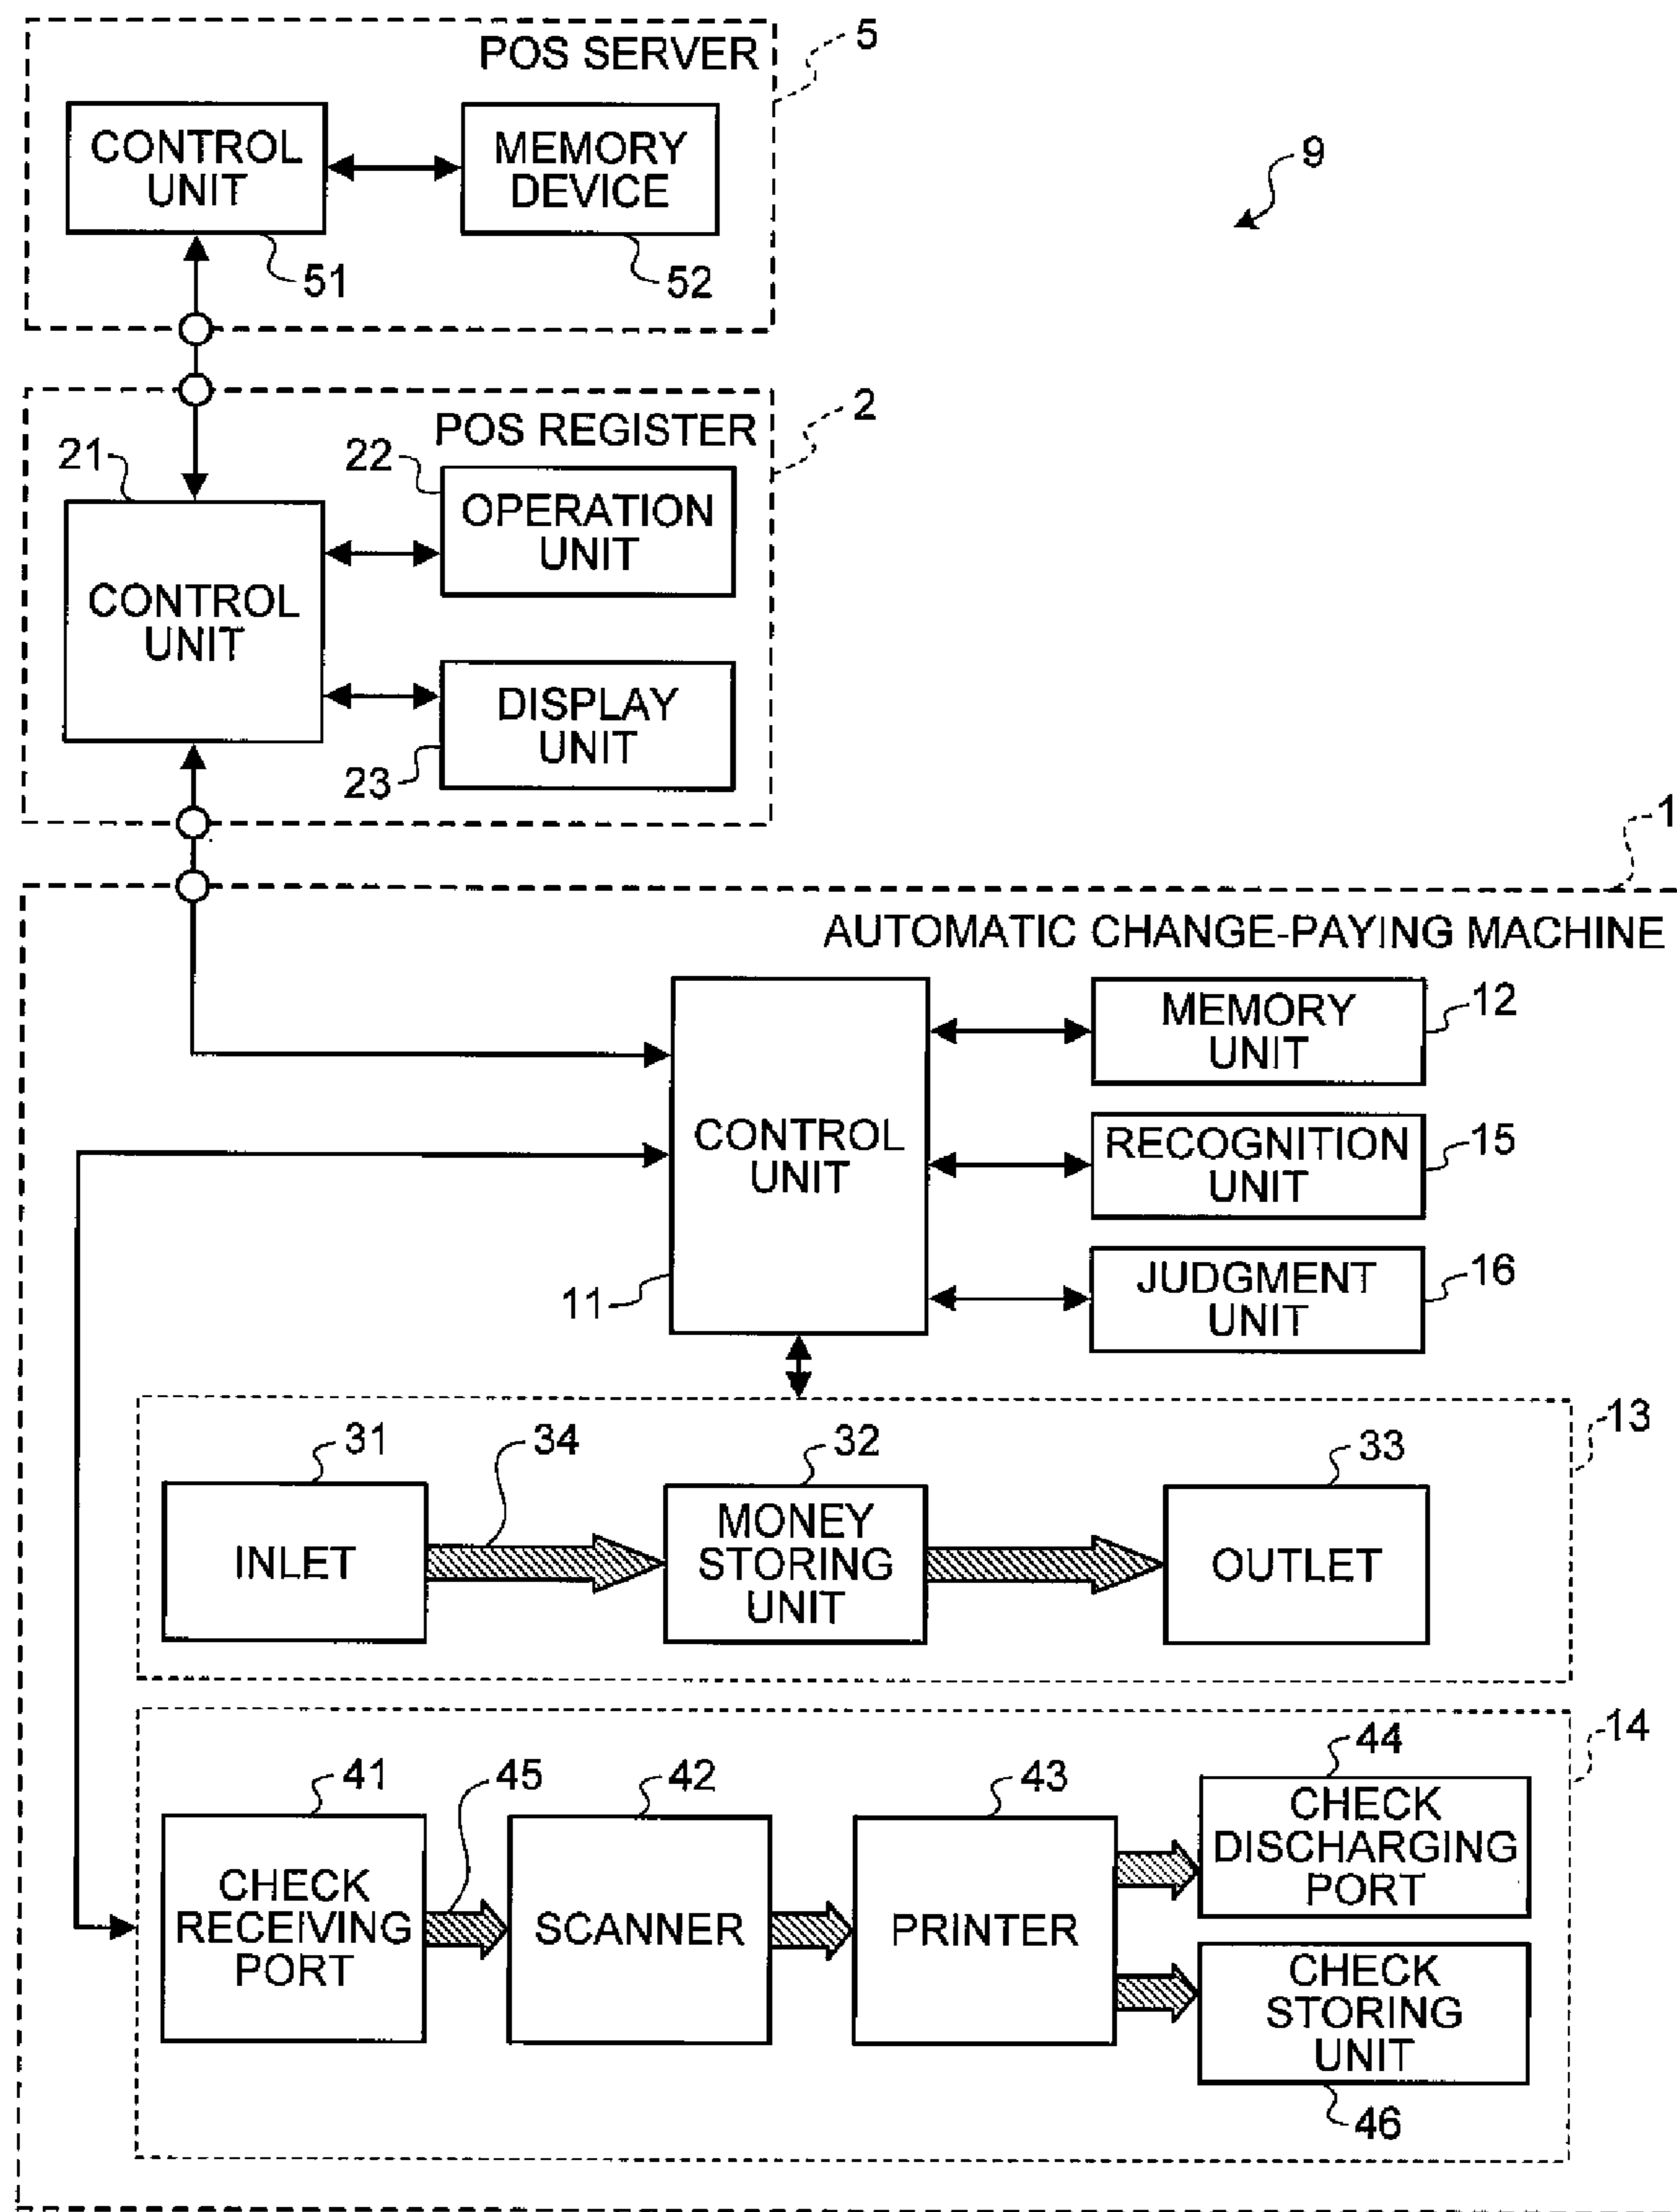 POS SERVER
5
CONTROL
UNIT
MEMORY
DEVICE
51
52
9
POS REGISTER
2
21
22
OPERATION
UNIT
CONTROL
UNIT
DISPLAY
UNIT
23
1
AUTOMATIC CHANGE-PAYING MACHINE
MEMORY
UNIT
12
CONTROL
UNIT
RECOGNITION
UNIT
15
11
JUDGMENT
UNIT
16
13
31
34
32
33
INLET
MONEY
STORING
UNIT
OUTLET
14
41
45
42
43
44
CHECK
RECEIVING
PORT
SCANNER
PRINTER
CHECK
DISCHARGING
PORT
CHECK
STORING
UNIT
46